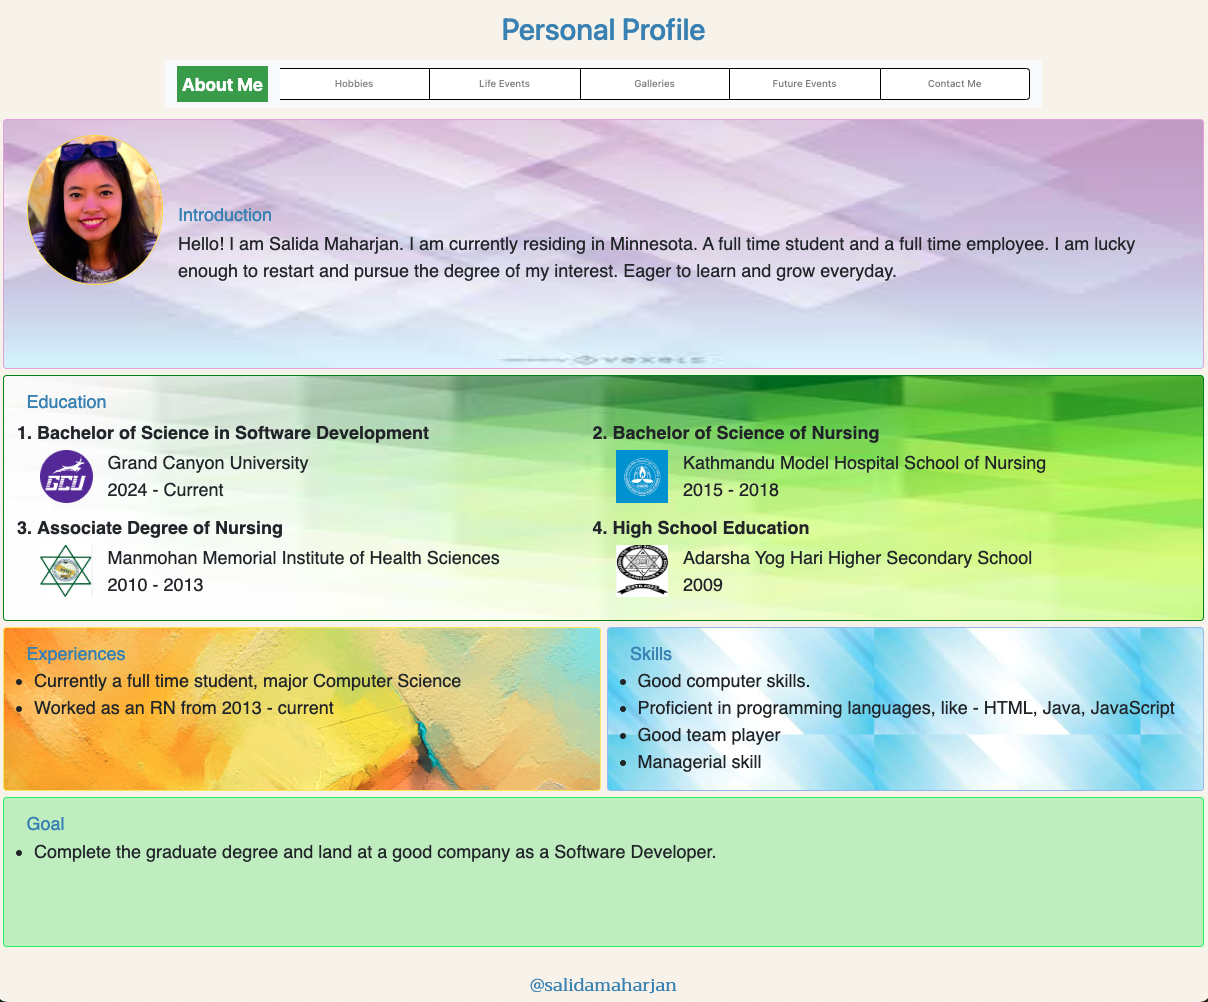 Personal Profile
About Me
Hobbies
Life Events
Galleries
Future Events
Contact Me
Introduction
Hello! I am Salida Maharjan. I am currently residing in Minnesota. A full time student and a full time employee. I am lucky
enough to restart and pursue the degree of my interest. Eager to learn and grow everyday.
vexels
Education
1. Bachelor of Science in Software Development
GCU
Grand Canyon University
2024 - Current
2. Bachelor of Science of Nursing
Kathmandu Model Hospital School of Nursing
2015 - 2018
3. Associate Degree of Nursing
Manmohan Memorial Institute of Health Sciences
2010 - 2013
4. High School Education
Adarsha Yog Hari Higher Secondary School
2009
Experiences
Currently a full time student, major Computer Science
Worked as an RN from 2013 - current
Skills
Good computer skills.
Proficient in programming languages, like - HTML, Java, JavaScript
Good team player
Managerial skill
Goal
Complete the graduate degree and land at a good company as a Software Developer.
@salidamaharjan